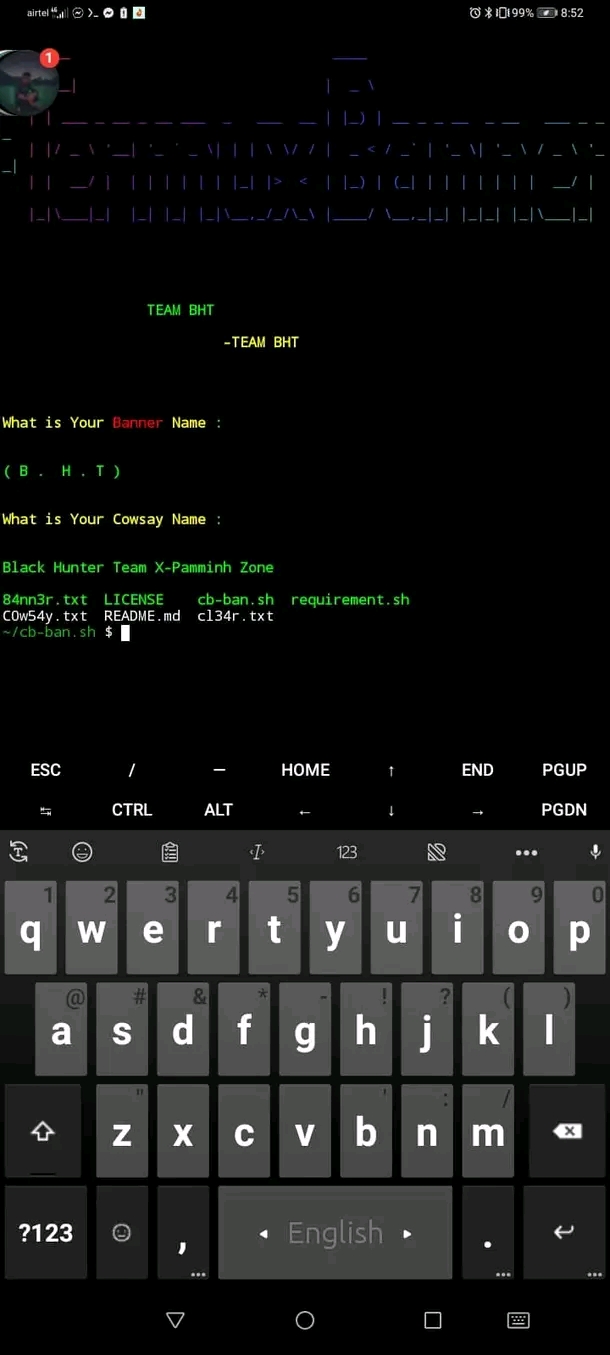 airtel 4G 99% 8:52
1
TEAM BHT
-TEAM BHT
What is Your Banner Name :
( B .  H . T )
What is Your Cowsay Name :
Black Hunter Team X-Pamminh Zone
84nn3r.txt  LICENSE    cb-ban.sh  requirement.sh
C0w54y.txt  README.md  cl34r.txt
~/cb-ban.sh $
ESC / — HOME ↑ END PGUP
↹ CTRL ALT ← ↓ → PGDN
123
1 2 3 4 5 6 7 8 9 0
q w e r t y u i o p
@ # & * - ! ? ( )
a s d f g h j k l
" ' : /
z x c v b n m
?123 , English .